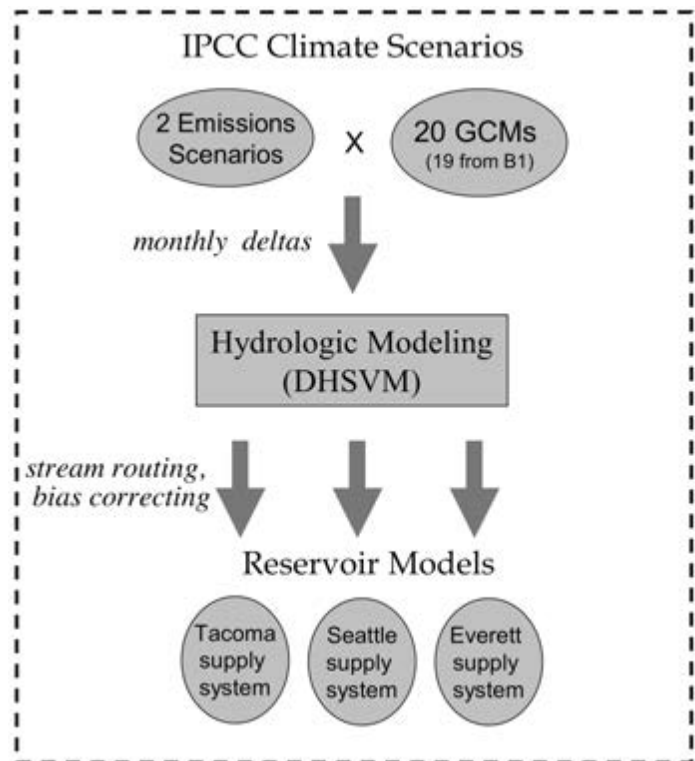 IPCC Climate Scenarios
2 Emissions
Scenarios
X
20 GCMs
(19 from B1)
monthly deltas
Hydrologic Modeling
(DHSVM)
stream routing,
bias correcting
Reservoir Models
Tacoma
supply
system
Seattle
supply
system
Everett
supply
system